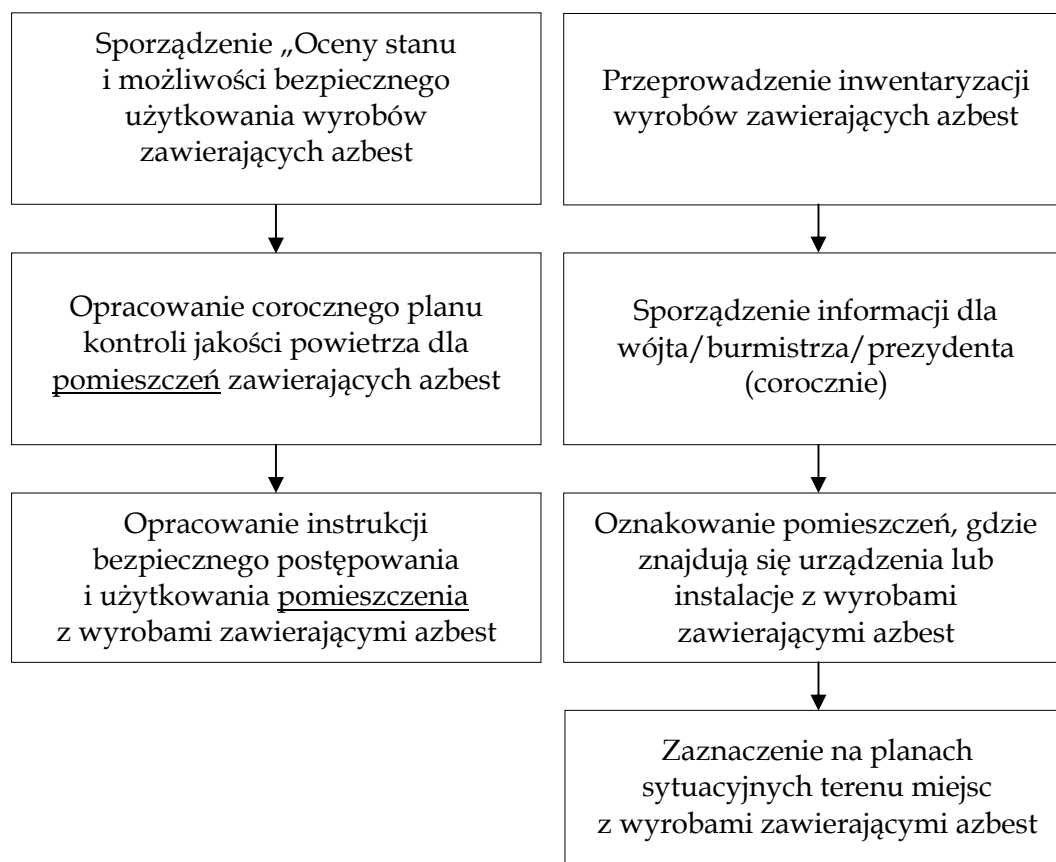 Sporządzenie „Oceny stanu
i możliwości bezpiecznego
użytkowania wyrobów
zawierających azbest
Opracowanie corocznego planu
kontroli jakości powietrza dla
pomieszczeń zawierających azbest
Opracowanie instrukcji
bezpiecznego postępowania
i użytkowania pomieszczenia
z wyrobami zawierającymi azbest
Przeprowadzenie inwentaryzacji
wyrobów zawierających azbest
Sporządzenie informacji dla
wójta/burmistrza/prezydenta
(corocznie)
Oznakowanie pomieszczeń, gdzie
znajdują się urządzenia lub
instalacje z wyrobami
zawierającymi azbest
Zaznaczenie na planach
sytuacyjnych terenu miejsc
z wyrobami zawierającymi azbest